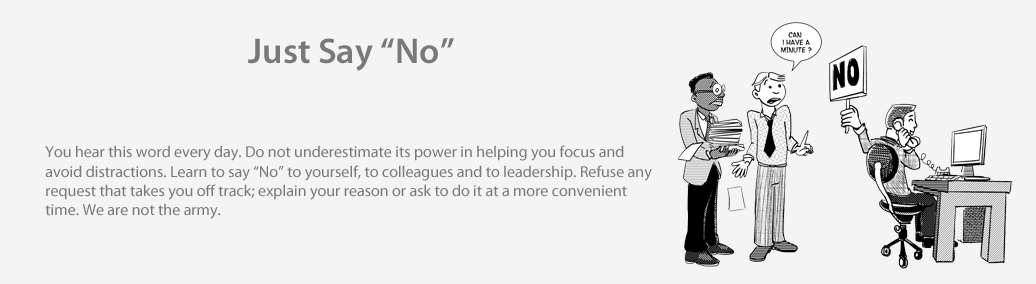 Just Say “No”
You hear this word every day. Do not underestimate its power in helping you focus and
avoid distractions. Learn to say “No” to yourself, to colleagues and to leadership. Refuse any
request that takes you off track; explain your reason or ask to do it at a more convenient
time. We are not the army.
CAN
I HAVE A
MINUTE ?
NO